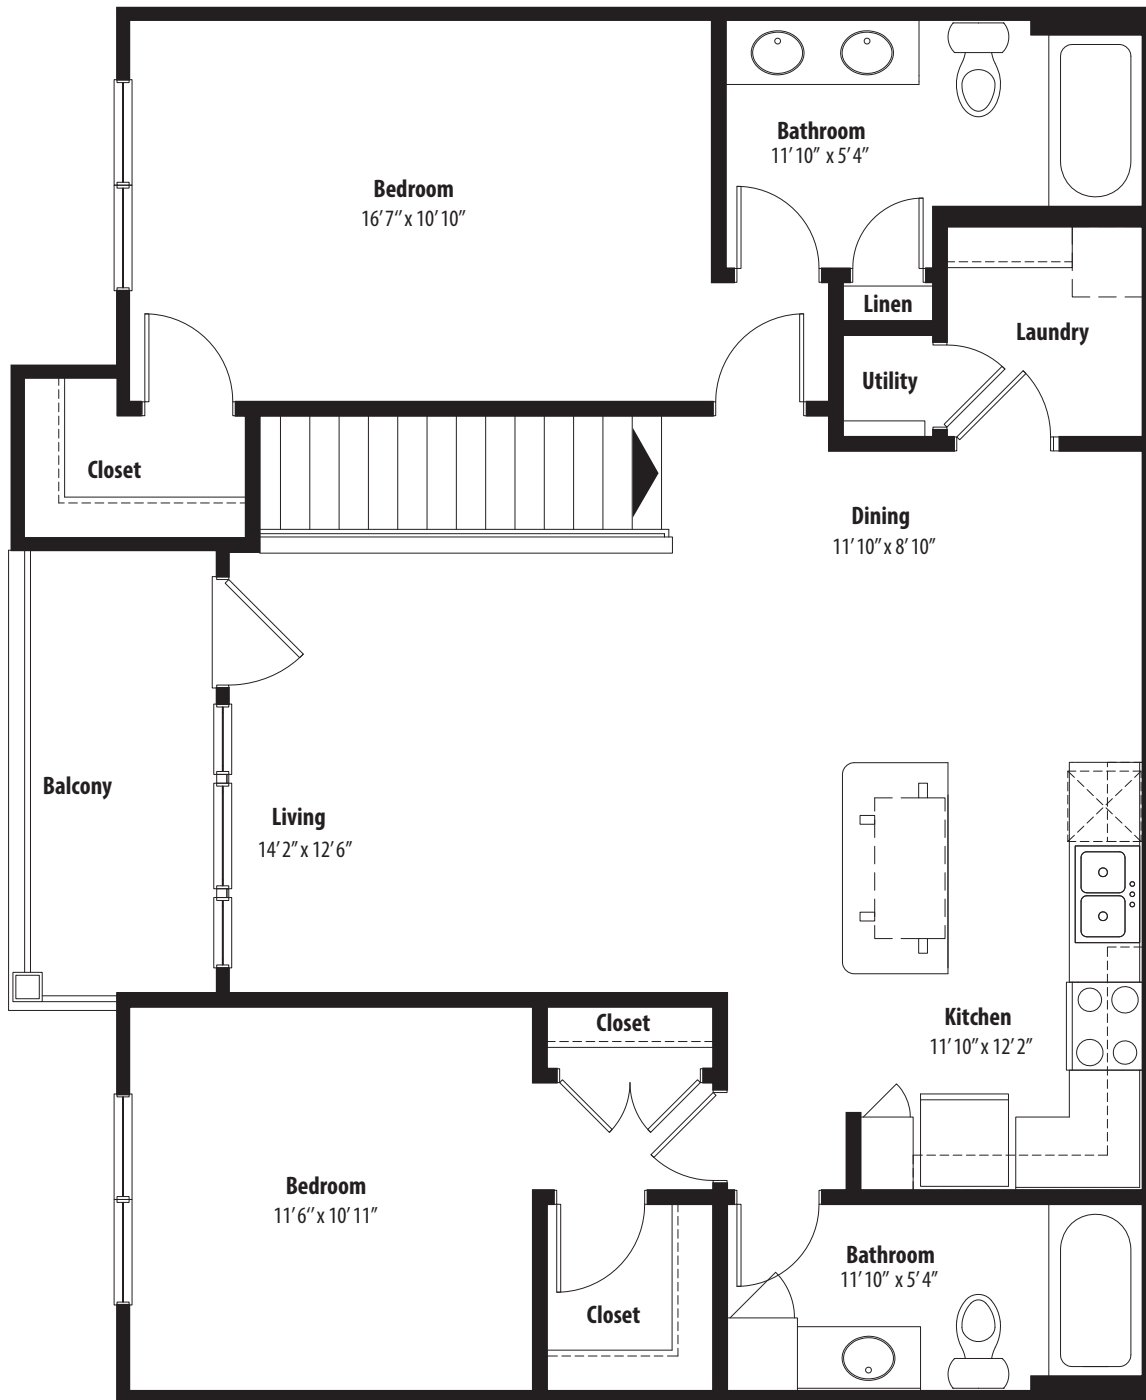 Bathroom
11’10” x 5’4”
Bedroom
16’7” x 10’10”
Linen
Laundry
Utility
Closet
Dining
11’10” x 8’10”
Balcony
Living
14’2” x 12’6”
Kitchen
11’10” x 12’2”
Closet
Bedroom
11’6” x 10’11”
Bathroom
11’10” x 5’4”
Closet